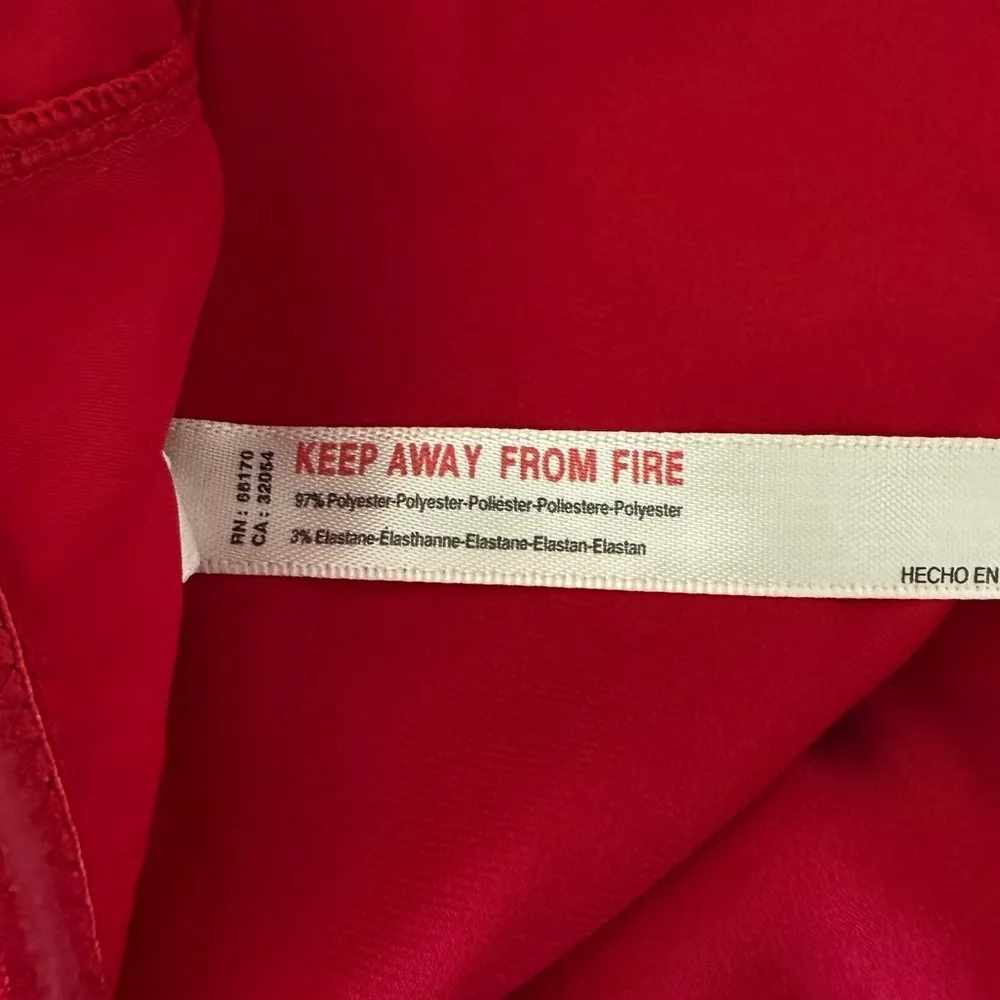 RN: 66170
CA: 32054
KEEP AWAY FROM FIRE
97% Polyester-Polyester-Poliéster-Poliestere-Polyester
3% Elastane-Élasthanne-Elastane-Elastan-Elastan
HECHO EN